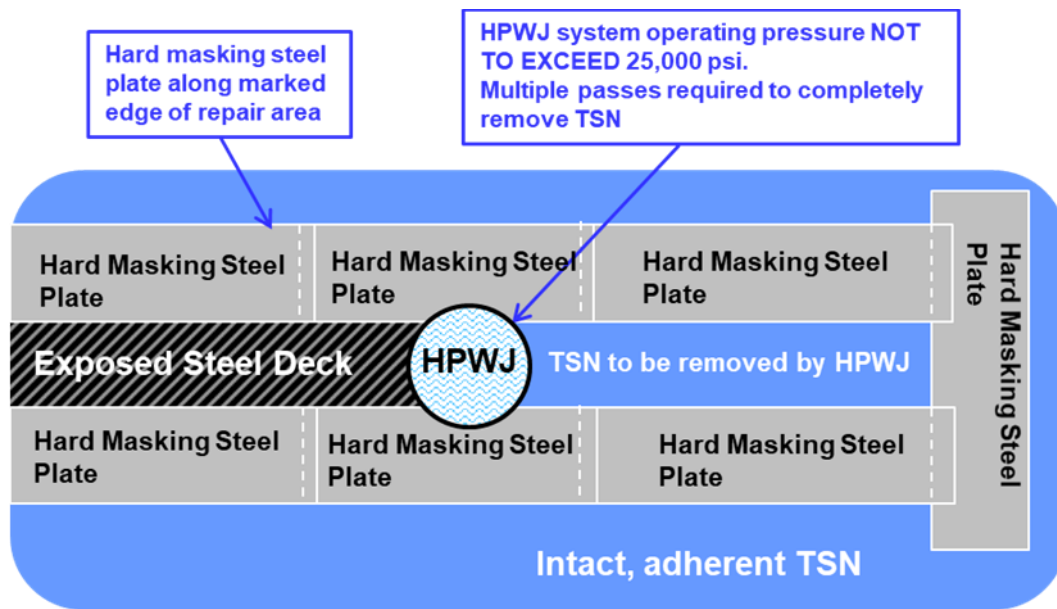 Hard masking steel
plate along marked
edge of repair area
HPWJ system operating pressure NOT
TO EXCEED 25,000 psi.
Multiple passes required to completely
remove TSN
Hard Masking Steel
Plate
Hard Masking Steel
Plate
Hard Masking Steel
Plate
Hard Masking Steel
Plate
Exposed Steel Deck
HPWJ
TSN to be removed by HPWJ
Hard Masking Steel
Plate
Hard Masking Steel
Plate
Hard Masking Steel
Plate
Intact, adherent TSN